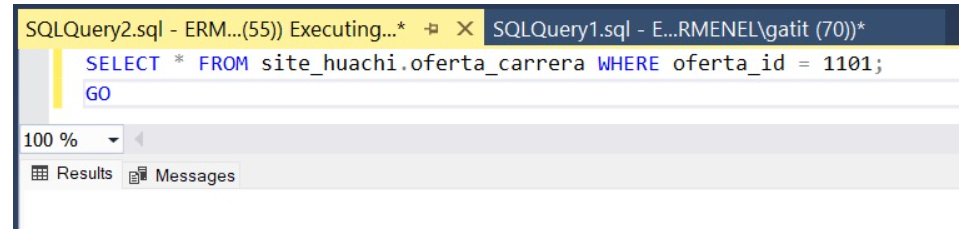 SQLQuery2.sql - ERM...(55)) Executing...* SQLQuery1.sql - E...RMENEL\gatit (70))*
SELECT * FROM site_huachi.oferta_carrera WHERE oferta_id = 1101;
GO
100 %
Results Messages